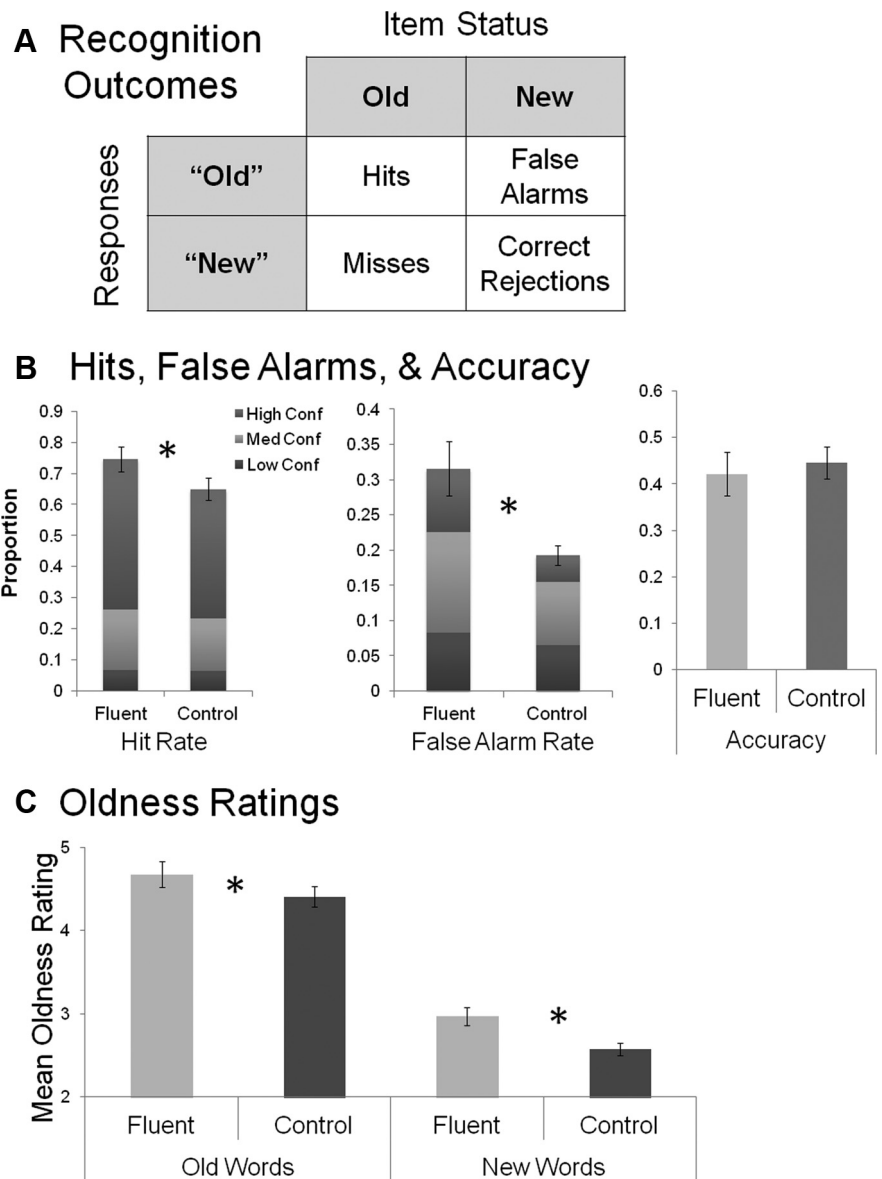 A Recognition
Outcomes
Item Status
Old New
Responses
“Old” Hits False
Alarms
“New” Misses Correct
Rejections
B Hits, False Alarms, & Accuracy
Proportion
0.9
0.8
0.7
0.6
0.5
0.4
0.3
0.2
0.1
0
*
High Conf
Med Conf
Low Conf
Fluent Control
Hit Rate
0.4
0.35
0.3
0.25
0.2
0.15
0.1
0.05
0
*
Fluent Control
False Alarm Rate
0.6
0.5
0.4
0.3
0.2
0.1
0
Fluent Control
Accuracy
C Oldness Ratings
Mean Oldness Rating
5
4
3
2
* *
Fluent Control Fluent Control
Old Words New Words